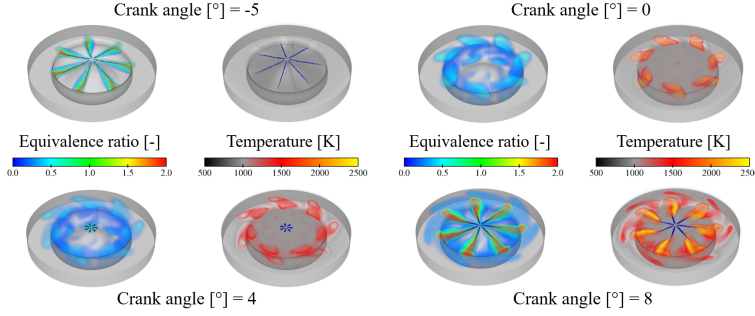 Crank angle [°] = -5
Crank angle [°] = 0
Equivalence ratio [-]
Temperature [K]
Equivalence ratio [-]
Temperature [K]
0.0 0.5 1.0 1.5 2.0
500 1000 1500 2000 2500
0.0 0.5 1.0 1.5 2.0
500 1000 1500 2000 2500
Crank angle [°] = 4
Crank angle [°] = 8